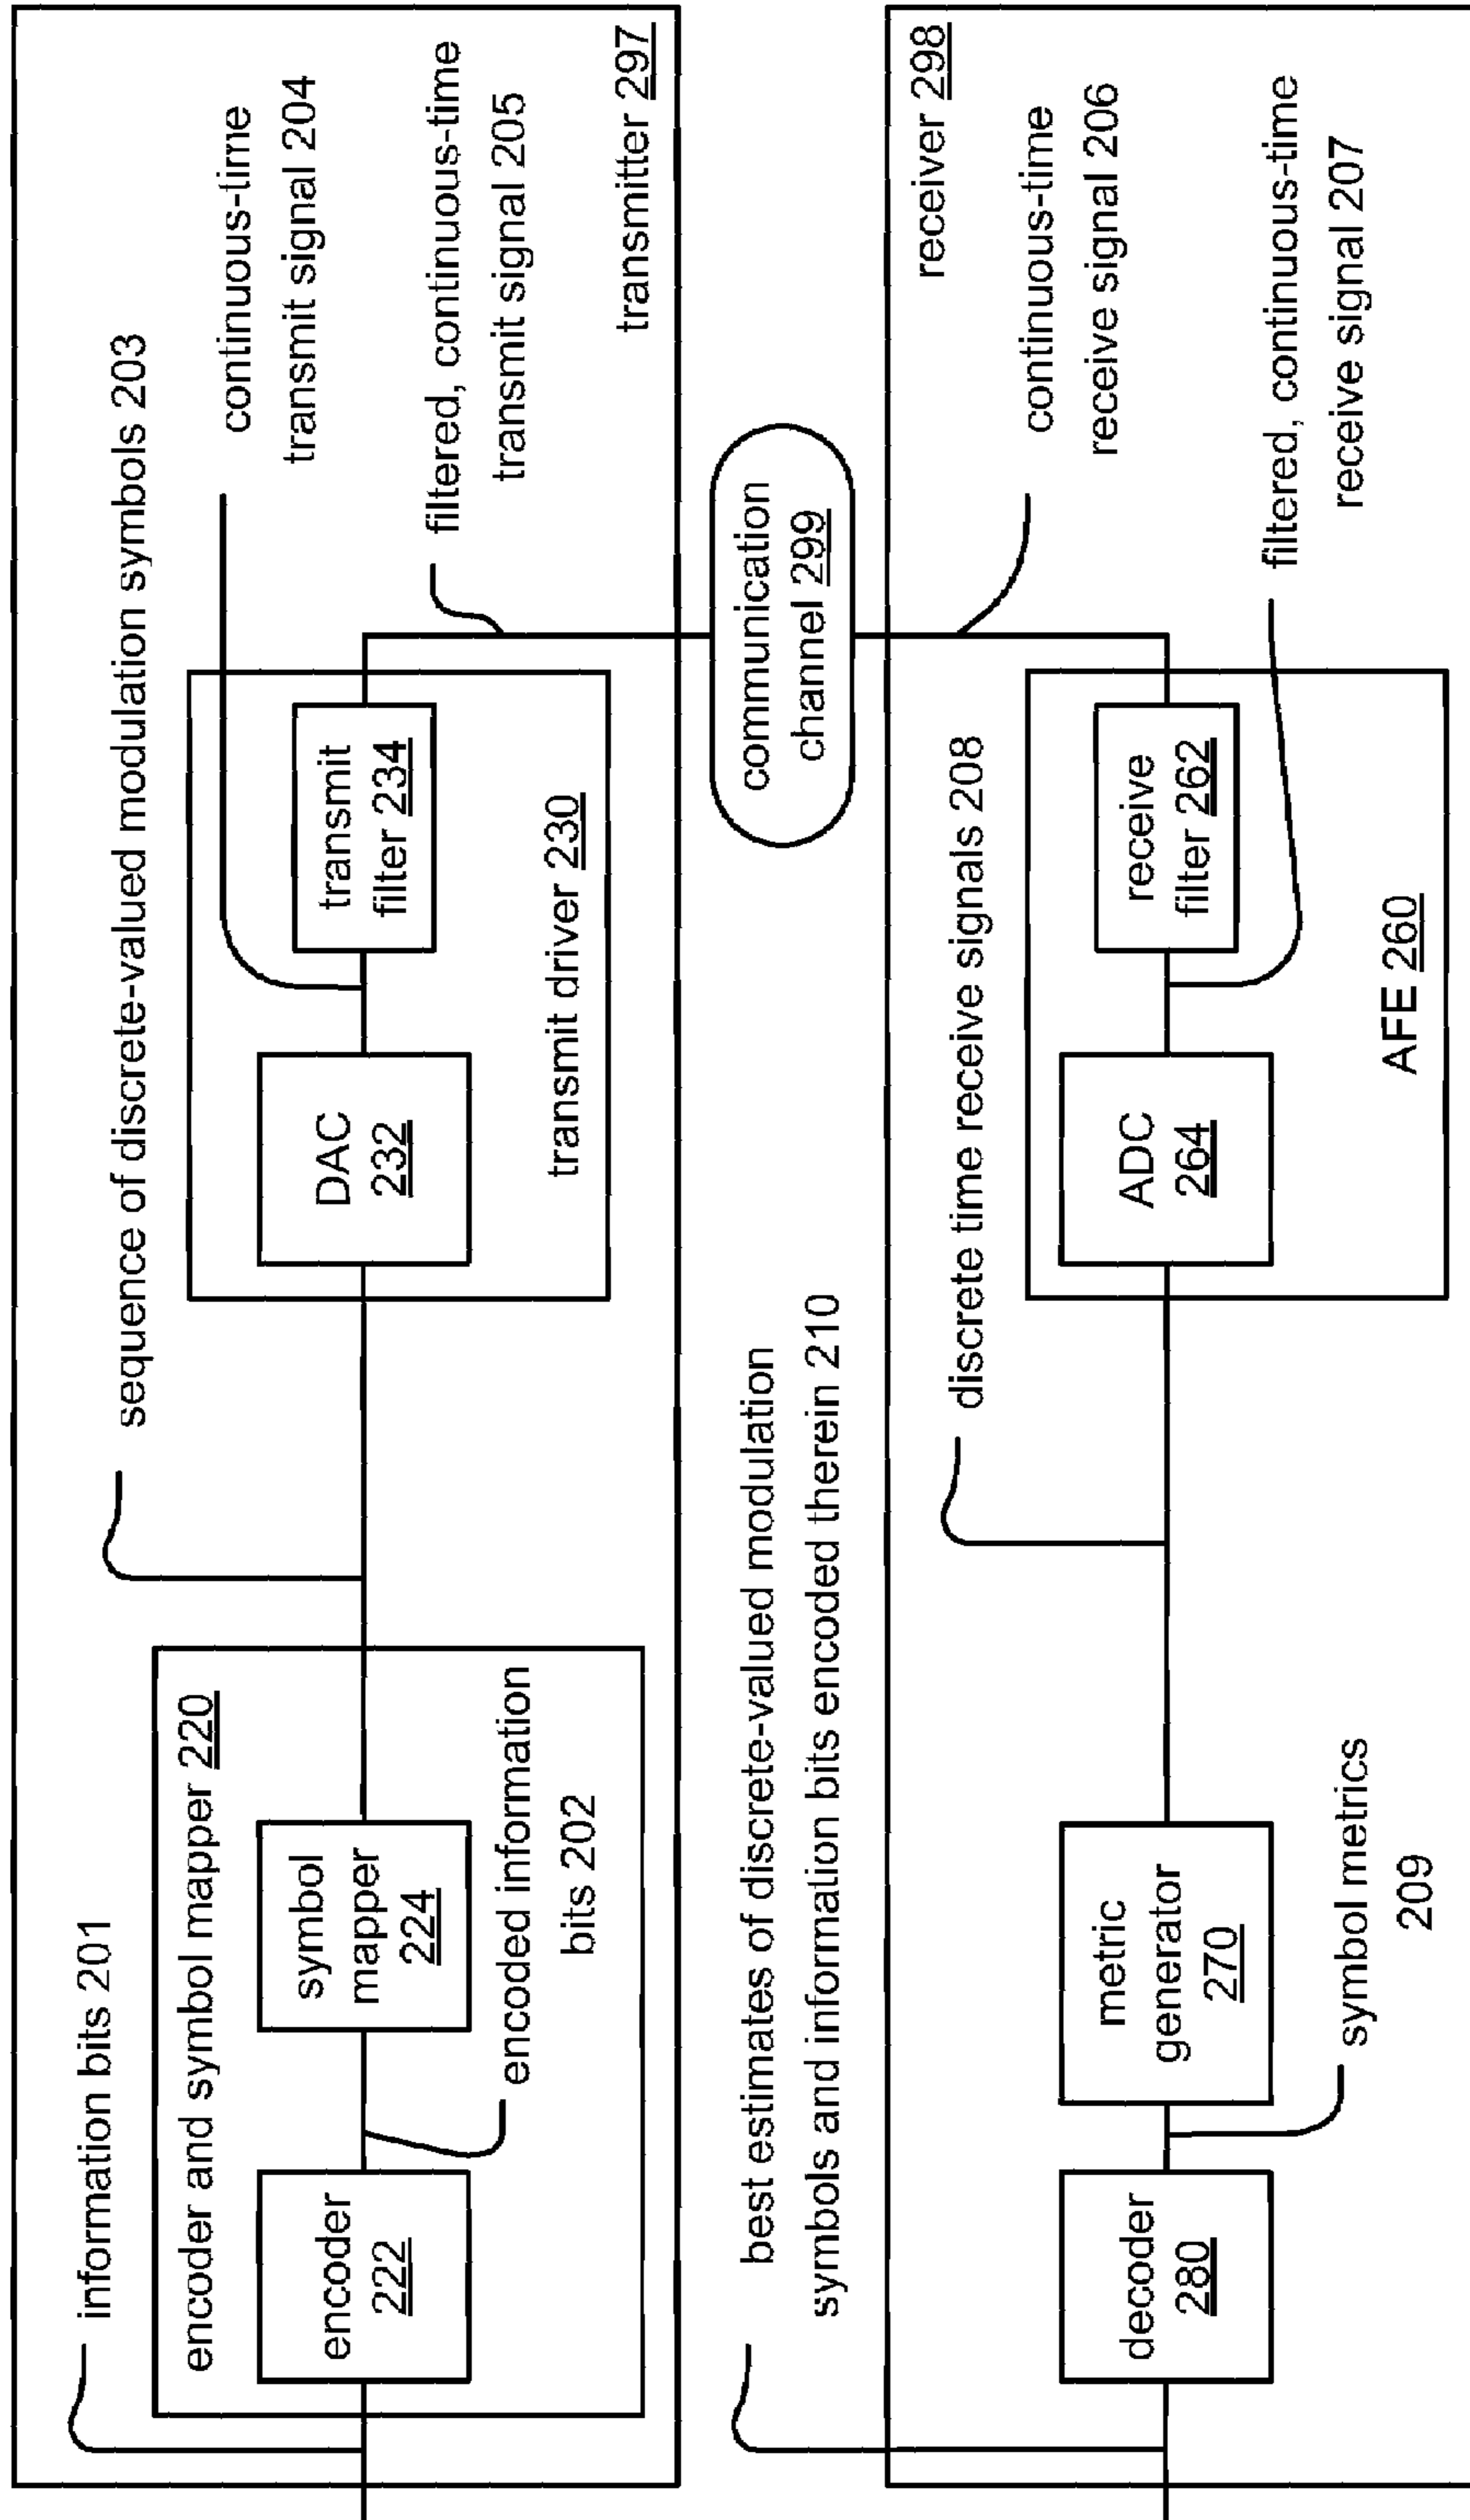 information bits 201
sequence of discrete-valued modulation symbols 203
encoder and symbol mapper 220
encoder
222
symbol
mapper
224
encoded information
bits 202
DAC
232
transmit
filter 234
transmit driver 230
continuous-time
transmit signal 204
filtered, continuous-time
transmit signal 205
transmitter 297
communication
channel 299
best estimates of discrete-valued modulation
symbols and information bits encoded therein 210
receiver 298
discrete time receive signals 208
continuous-time
receive signal 206
decoder
280
metric
generator
270
symbol metrics
209
ADC
264
receive
filter 262
AFE 260
filtered, continuous-time
receive signal 207